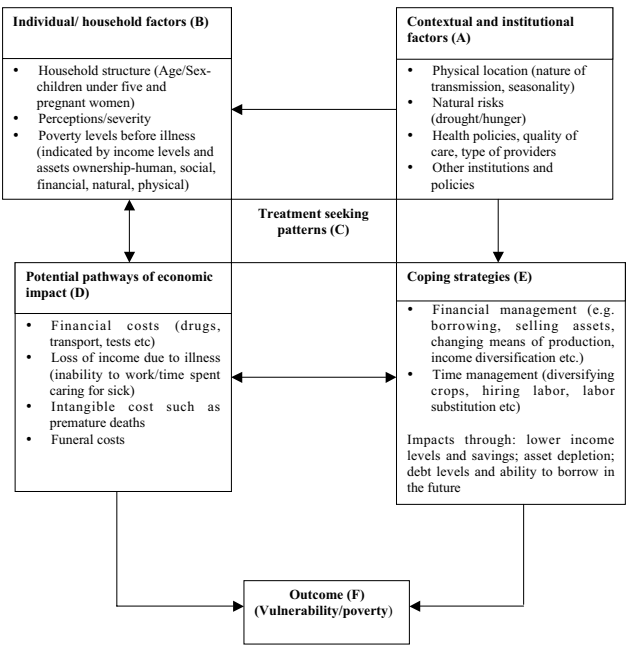 Individual/ household factors (B)
• Household structure (Age/Sex-
children under five and
pregnant women)
• Perceptions/severity
• Poverty levels before illness
(indicated by income levels and
assets ownership-human, social,
financial, natural, physical)
Contextual and institutional
factors (A)
• Physical location (nature of
transmission, seasonality)
• Natural risks
(drought/hunger)
• Health policies, quality of
care, type of providers
• Other institutions and
policies
Treatment seeking
patterns (C)
Potential pathways of economic
impact (D)
• Financial costs (drugs,
transport, tests etc)
• Loss of income due to illness
(inability to work/time spent
caring for sick)
• Intangible cost such as
premature deaths
• Funeral costs
Coping strategies (E)
• Financial management (e.g.
borrowing, selling assets,
changing means of production,
income diversification etc.)
• Time management (diversifying
crops, hiring labor, labor
substitution etc)
Impacts through: lower income
levels and savings; asset depletion;
debt levels and ability to borrow in
the future
Outcome (F)
(Vulnerability/poverty)